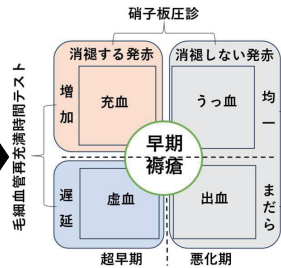 硝子板圧診
消褪する発赤
消褪しない発赤
毛細血管再充満時間テスト
増加
充血
うっ血
均一
早期
褥瘡
遅延
虚血
出血
まだら
超早期
悪化期